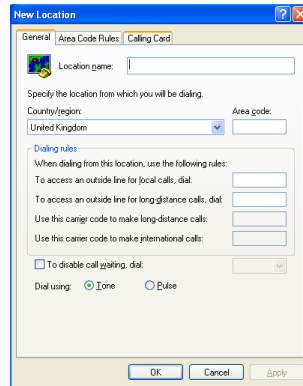 New Location
General
Area Code Rules
Calling Card
Location name:
Specify the location from which you will be dialing.
Country/region:
Area code:
United Kingdom
Dialing rules
When dialing from this location, use the following rules:
To access an outside line for local calls, dial:
To access an outside line for long-distance calls, dial:
Use this carrier code to make long-distance calls:
Use this carrier code to make international calls:
To disable call waiting, dial:
Dial using:
Tone
Pulse
OK
Cancel
Apply